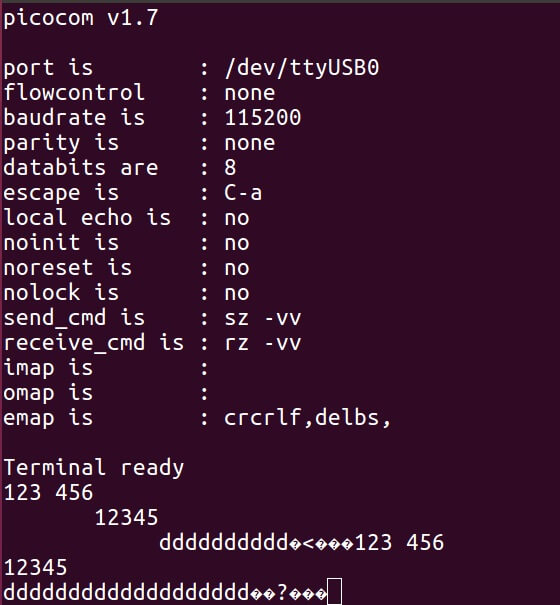 picocom v1.7
port is : /dev/ttyUSB0
flowcontrol : none
baudrate is : 115200
parity is : none
databits are : 8
escape is : C-a
local echo is : no
noinit is : no
noreset is : no
nolock is : no
send_cmd is : sz -vv
receive_cmd is : rz -vv
imap is :
omap is :
emap is : crcrlf,delbs,
Terminal ready
123 456
12345
dddddddddd�<���123 456
12345
ddddddddddddddddddd��?���